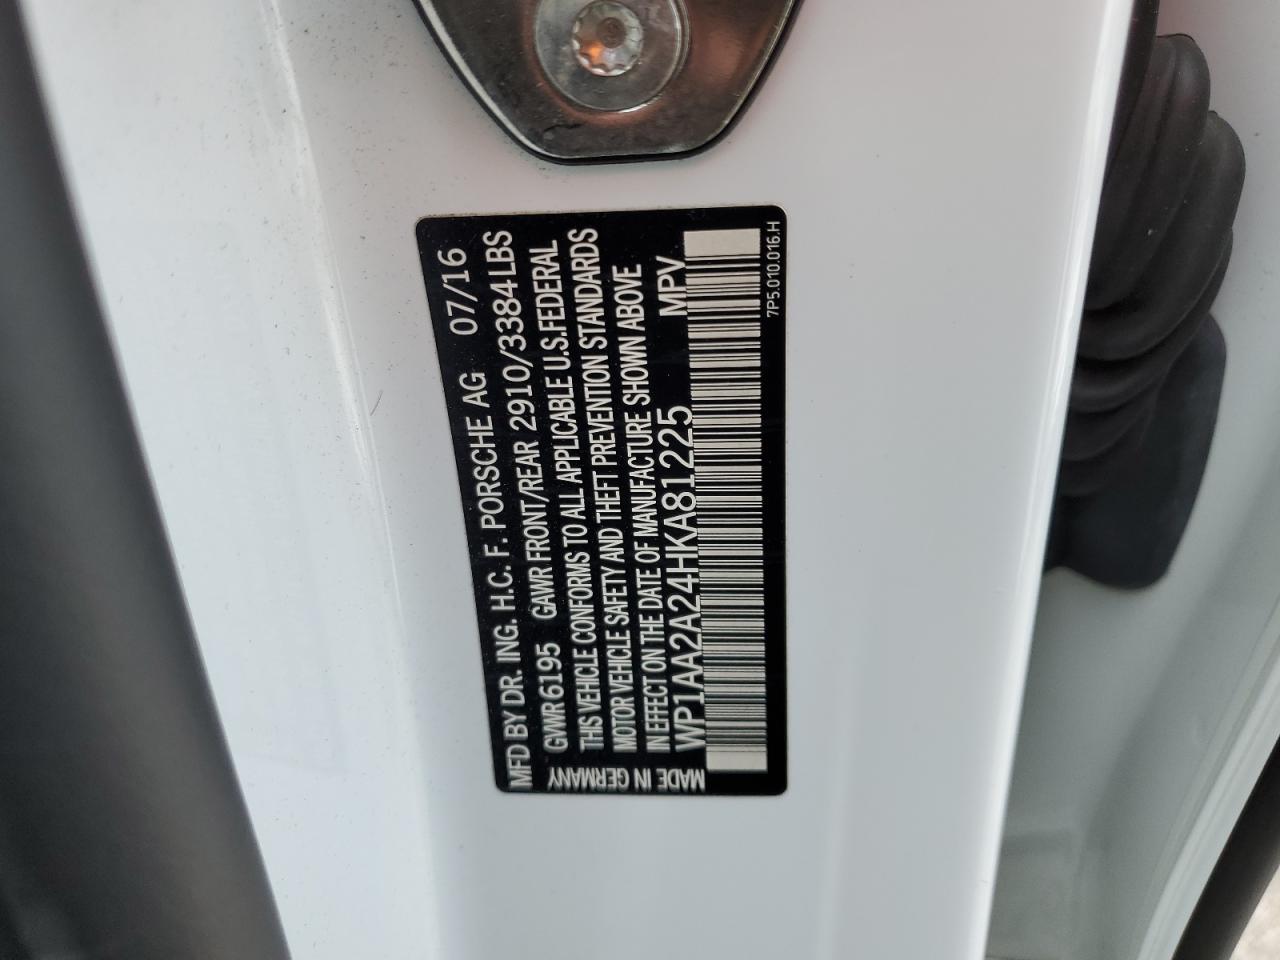 MFD BY DR. ING. H.C. F. PORSCHE AG 07/16
GVWR 6195 GAWR FRONT/REAR 2910/3384LBS
THIS VEHICLE CONFORMS TO ALL APPLICABLE U.S.FEDERAL
MOTOR VEHICLE SAFETY AND THEFT PREVENTION STANDARDS
IN EFFECT ON THE DATE OF MANUFACTURE SHOWN ABOVE
WP1AA2A24HKA81225 MPV
MADE IN GERMANY
7P5.010.016.H